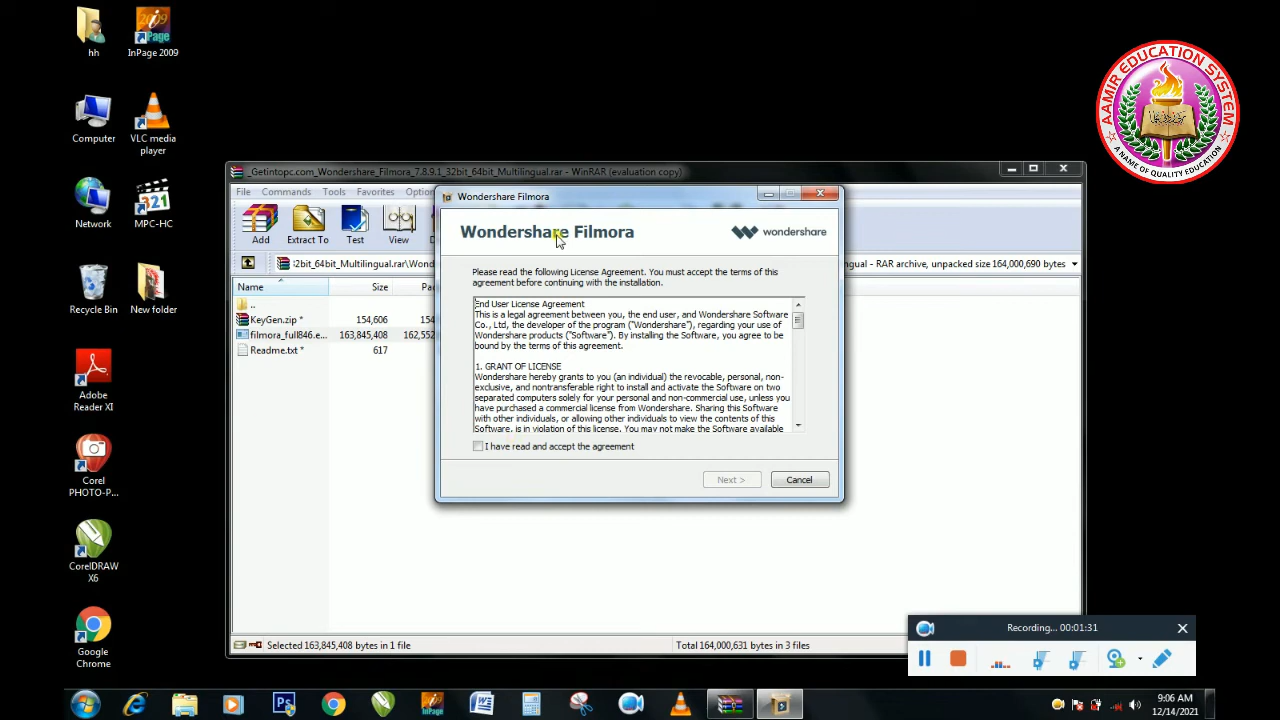 hh
InPage 2009
Computer
VLC media
player
Network
MPC-HC
Recycle Bin
New folder
Adobe
Reader XI
Corel
PHOTO-P...
CorelDRAW
X6
Google
Chrome
AAMIR EDUCATION SYSTEM
A NAME OF QUALITY EDUCATION
_Getintopc.com_Wondershare_Filmora_7.8.9.1_32bit_64bit_Multilingual.rar - WinRAR (evaluation copy)
File Commands Tools Favorites Option
Add Extract To Test View
32bit_64bit_Multilingual.rar\Wond
ngual - RAR archive, unpacked size 164,000,690 bytes
Name Size Pac
..
KeyGen.zip * 154,606 154
filmora_full846.e... 163,845,408 162,552
Readme.txt * 617
Wondershare Filmora
Wondershare Filmora
wondershare
Please read the following License Agreement. You must accept the terms of this
agreement before continuing with the installation.
End User License Agreement
This is a legal agreement between you, the end user, and Wondershare Software
Co., Ltd, the developer of the program ("Wondershare"), regarding your use of
Wondershare products ("Software"). By installing the Software, you agree to be
bound by the terms of this agreement.
1. GRANT OF LICENSE
Wondershare hereby grants to you (an individual) the revocable, personal, non-
exclusive, and nontransferable right to install and activate the Software on two
separated computers solely for your personal and non-commercial use, unless you
have purchased a commercial license from Wondershare. Sharing this Software
with other individuals, or allowing other individuals to view the contents of this
Software, is in violation of this license. You may not make the Software available
I have read and accept the agreement
Next > Cancel
Selected 163,845,408 bytes in 1 file
Total 164,000,631 bytes in 3 files
Recording... 00:01:31
9:06 AM
12/14/2021